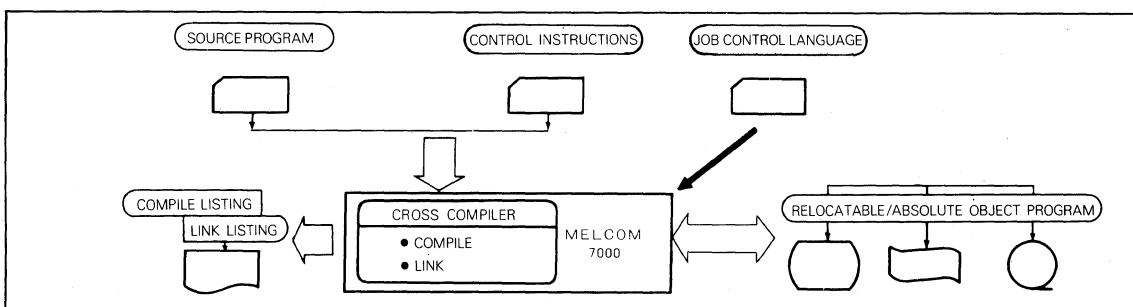 SOURCE PROGRAM
CONTROL INSTRUCTIONS
JOB CONTROL LANGUAGE
COMPILE LISTING
LINK LISTING
CROSS COMPILER
● COMPILE
● LINK
MELCOM
7000
RELOCATABLE/ABSOLUTE OBJECT PROGRAM